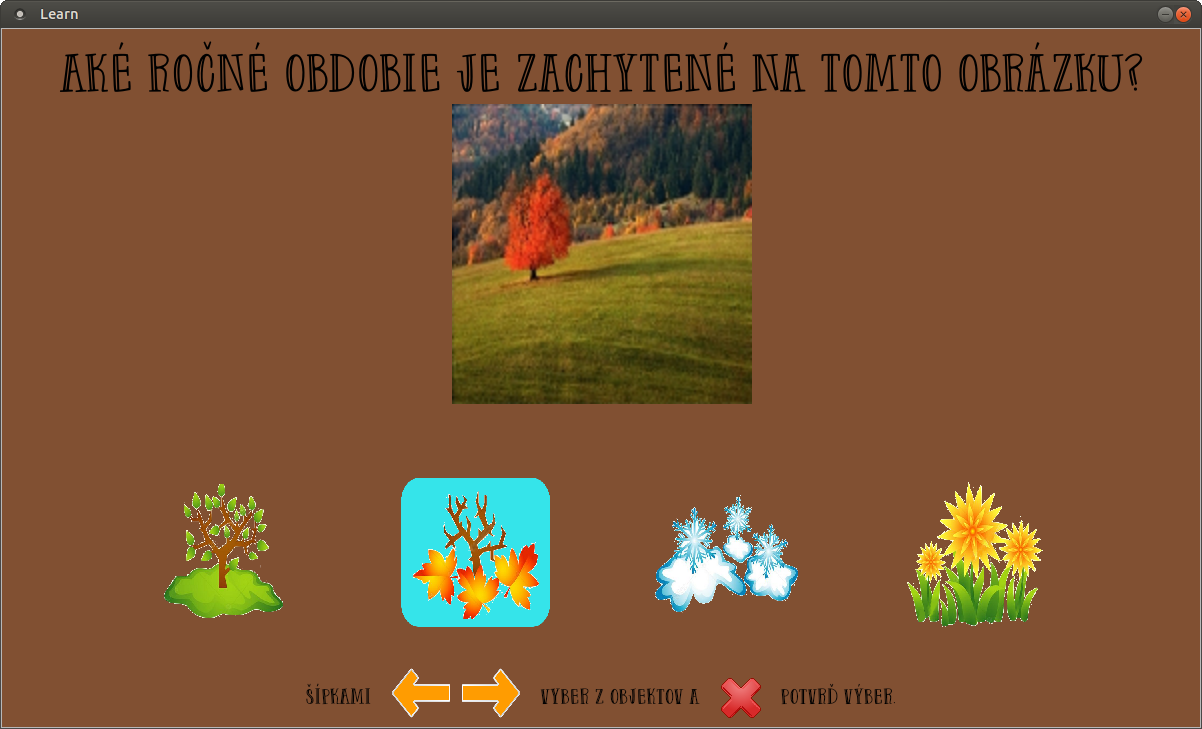 Learn
AKÉ ROČNÉ OBDOBIE JE ZACHYTENÉ NA TOMTO OBRÁZKU?
ŠÍPKAMI VYBER Z OBJEKTOV A POTVRĎ VÝBER.